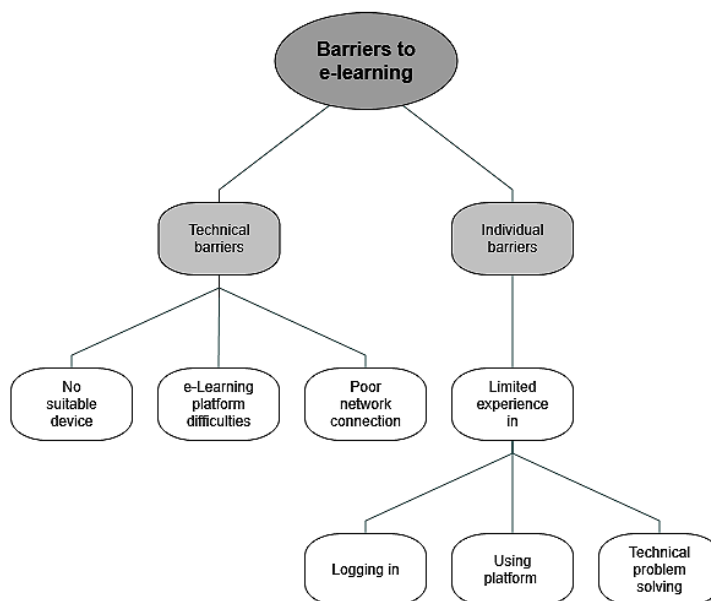 Barriers to
e-learning
Technical
barriers
Individual
barriers
No
suitable
device
e-Learning
platform
difficulties
Poor
network
connection
Limited
experience
in
Logging in
Using
platform
Technical
problem
solving